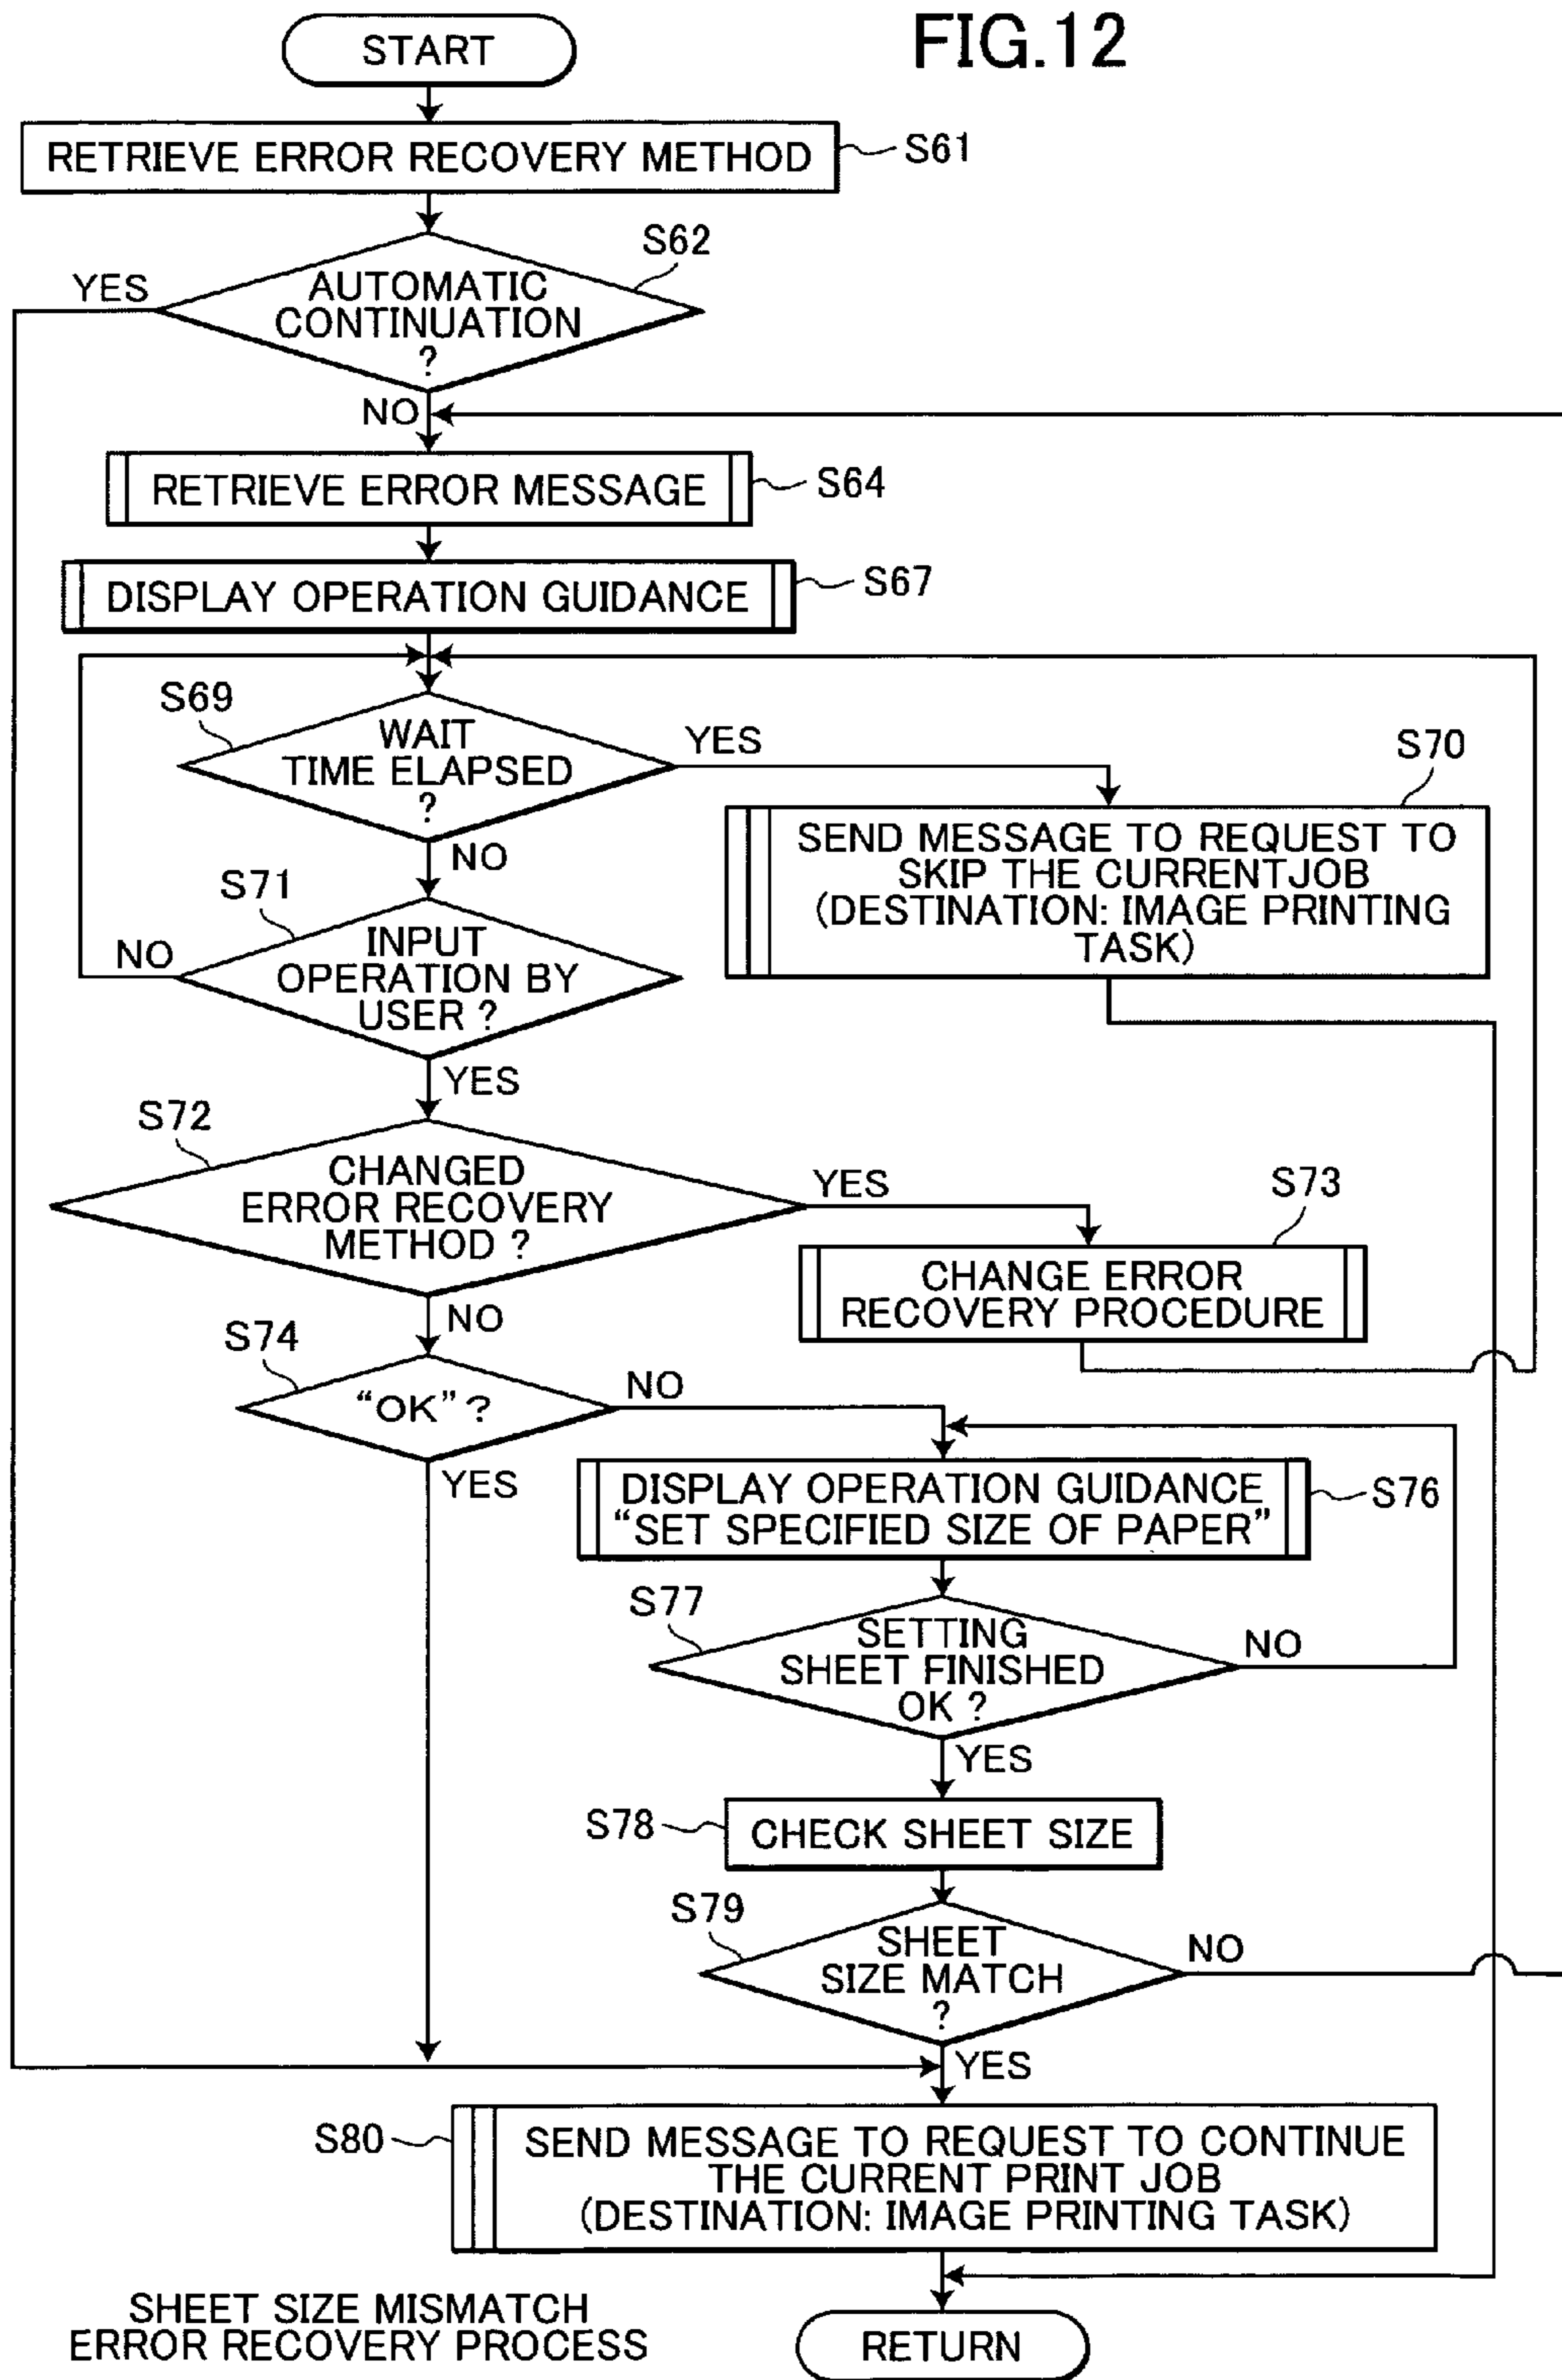 FIG.12
START
RETRIEVE ERROR RECOVERY METHOD
S61
S62
YES
AUTOMATIC
CONTINUATION
?
NO
RETRIEVE ERROR MESSAGE
S64
DISPLAY OPERATION GUIDANCE
S67
S69
WAIT
TIME ELAPSED
?
YES
S70
SEND MESSAGE TO REQUEST TO
SKIP THE CURRENTJOB
(DESTINATION: IMAGE PRINTING
TASK)
NO
S71
NO
INPUT
OPERATION BY
USER ?
YES
S72
CHANGED
ERROR RECOVERY
METHOD ?
YES
S73
CHANGE ERROR
RECOVERY PROCEDURE
NO
S74
“OK” ?
NO
YES
DISPLAY OPERATION GUIDANCE
“SET SPECIFIED SIZE OF PAPER”
S76
S77
SETTING
SHEET FINISHED
OK ?
NO
YES
S78
CHECK SHEET SIZE
S79
SHEET
SIZE MATCH
?
NO
YES
S80
SEND MESSAGE TO REQUEST TO CONTINUE
THE CURRENT PRINT JOB
(DESTINATION: IMAGE PRINTING TASK)
SHEET SIZE MISMATCH
ERROR RECOVERY PROCESS
RETURN